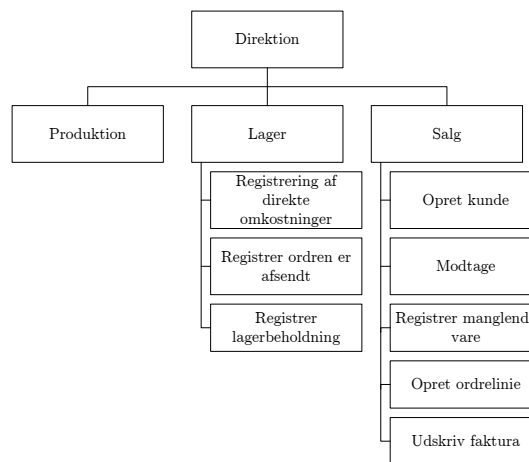 Direktion
Produktion
Lager
Salg
Registrering af
direkte
omkostninger
Registrer ordren er
afsendt
Registrer
lagerbeholdning
Opret kunde
Modtage
Registrer manglend
vare
Opret ordrelinie
Udskriv faktura